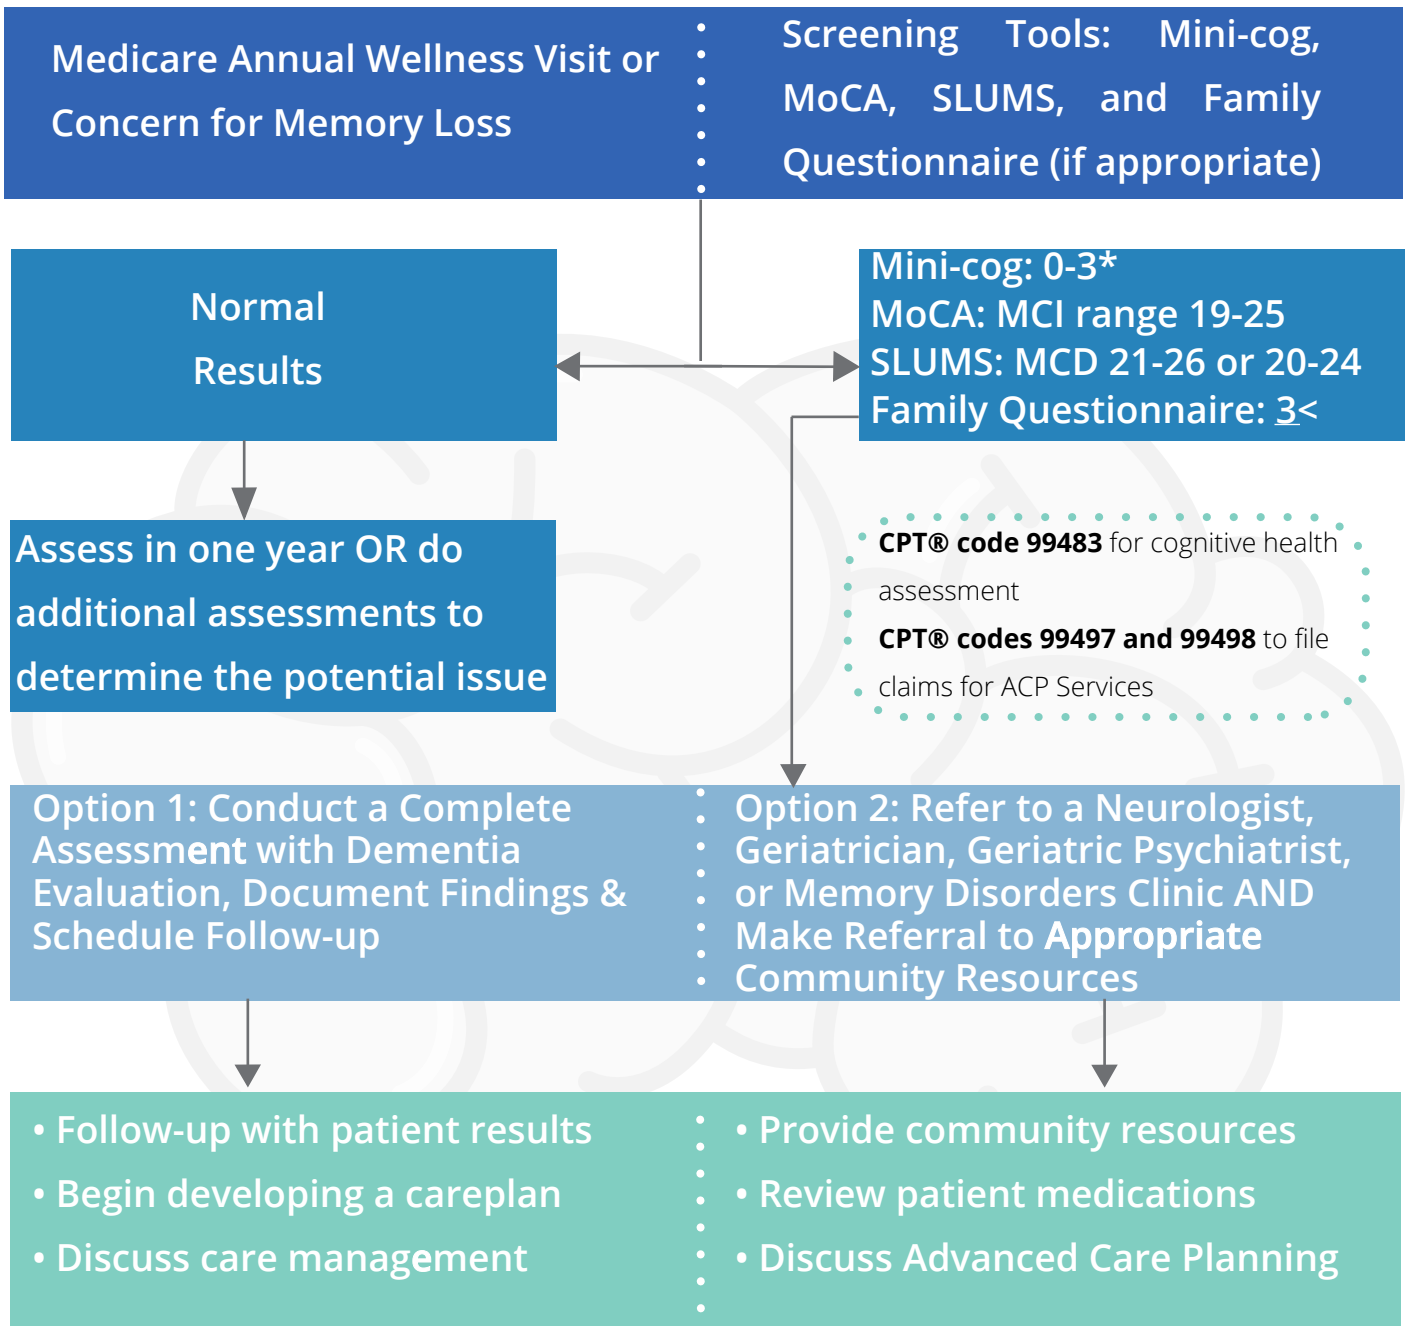 Medicare Annual Wellness Visit or
Concern for Memory Loss
Screening Tools: Mini-cog,
MoCA, SLUMS, and Family
Questionnaire (if appropriate)
Normal
Results
Mini-cog: 0-3*
MoCA: MCI range 19-25
SLUMS: MCD 21-26 or 20-24
Family Questionnaire: 3<
Assess in one year OR do
additional assessments to
determine the potential issue
CPT® code 99483 for cognitive health
assessment
CPT® codes 99497 and 99498 to file
claims for ACP Services
Option 1: Conduct a Complete
Assessment with Dementia
Evaluation, Document Findings &
Schedule Follow-up
Option 2: Refer to a Neurologist,
Geriatrician, Geriatric Psychiatrist,
or Memory Disorders Clinic AND
Make Referral to Appropriate
Community Resources
• Follow-up with patient results
• Begin developing a careplan
• Discuss care management
• Provide community resources
• Review patient medications
• Discuss Advanced Care Planning